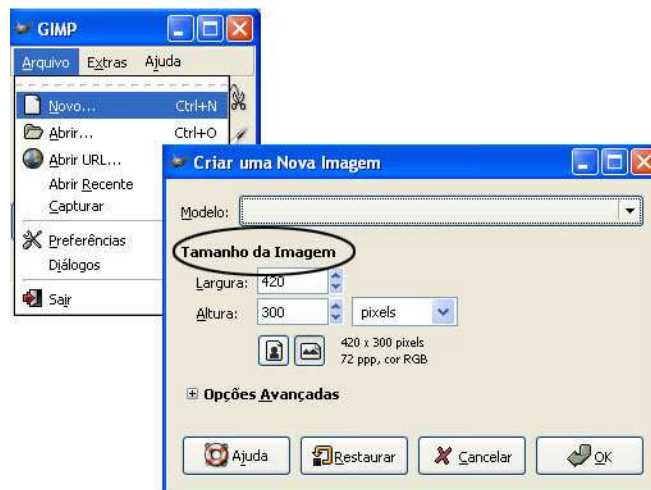 GIMP
Arquivo Extras Ajuda
Novo... Ctrl+N
Abrir... Ctrl+O
Abrir URL...
Abrir Recente
Capturar
Preferências
Diálogos
Sair
Criar uma Nova Imagem
Modelo:
Tamanho da Imagem
Largura: 420
Altura: 300 pixels
420 x 300 pixels
72 ppp, cor RGB
Opções Avançadas
Ajuda Restaurar Cancelar OK